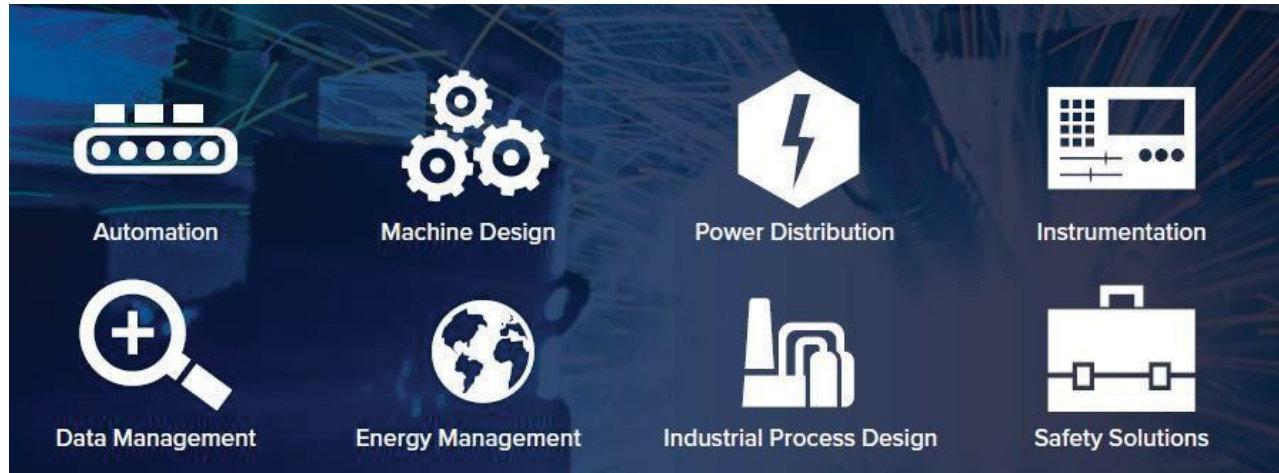 Automation
Machine Design
Power Distribution
Instrumentation
Data Management
Energy Management
Industrial Process Design
Safety Solutions